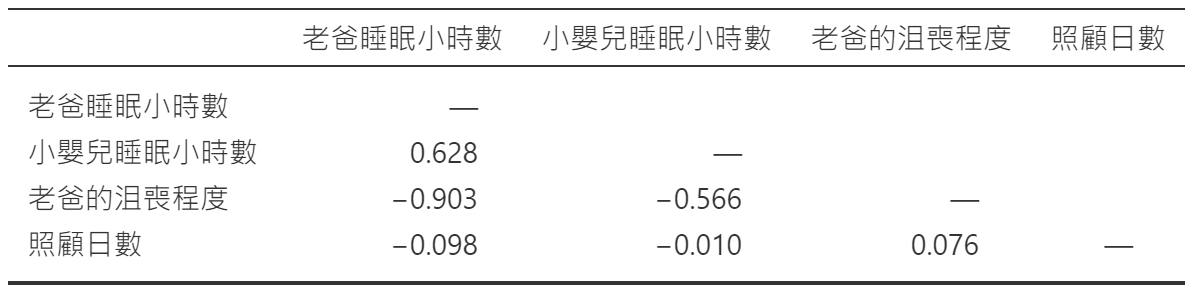 老爸睡眠小時數 小嬰兒睡眠小時數 老爸的沮喪程度 照顧日數
老爸睡眠小時數 —
小嬰兒睡眠小時數 0.628 —
老爸的沮喪程度 −0.903 −0.566 —
照顧日數 −0.098 −0.010 0.076 —